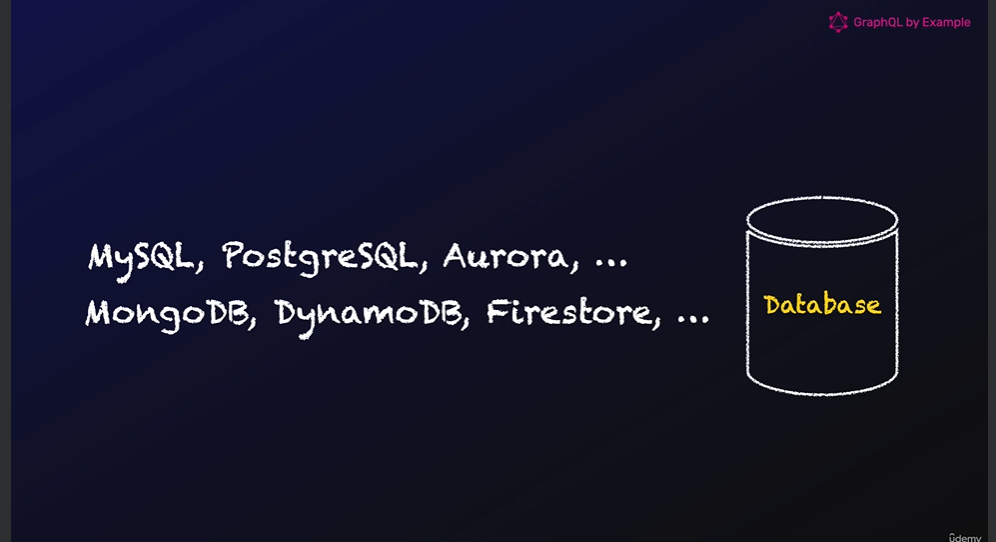 GraphQL by Example
MySQL, PostgreSQL, Aurora, ...
MongoDB, DynamoDB, Firestore, ...
Database
ûdemy